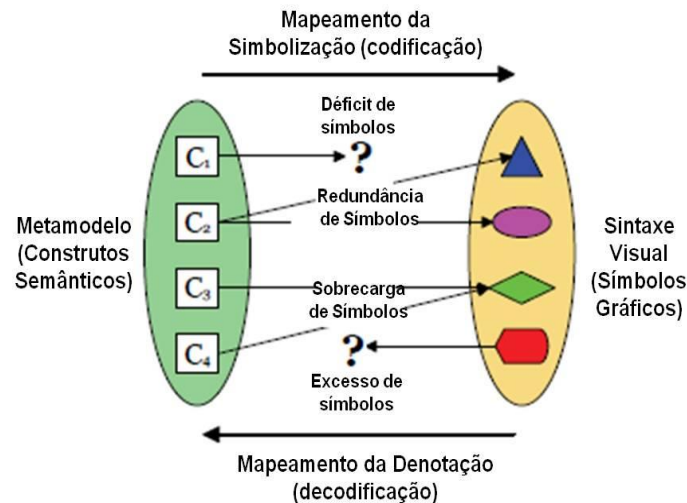 Mapeamento da
Simbolização (codificação)
Déficit de
símbolos
?
C1
Redundância
de Símbolos
C2
Metamodelo
(Construtos
Semânticos)
Sintaxe
Visual
(Símbolos
Gráficos)
C3
Sobrecarga
de Símbolos
C4
?
Excesso de
símbolos
Mapeamento da Denotação
(decodificação)